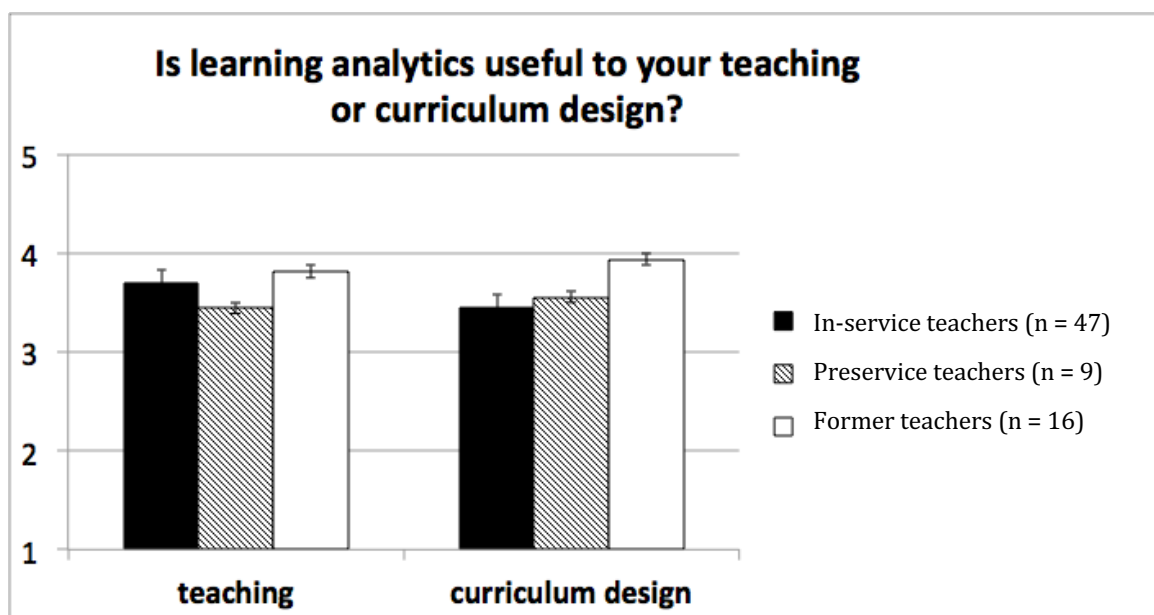 Is learning analytics useful to your teaching
or curriculum design?
5
4
3
2
1
teaching
curriculum design
In-service teachers (n = 47)
Preservice teachers (n = 9)
Former teachers (n = 16)